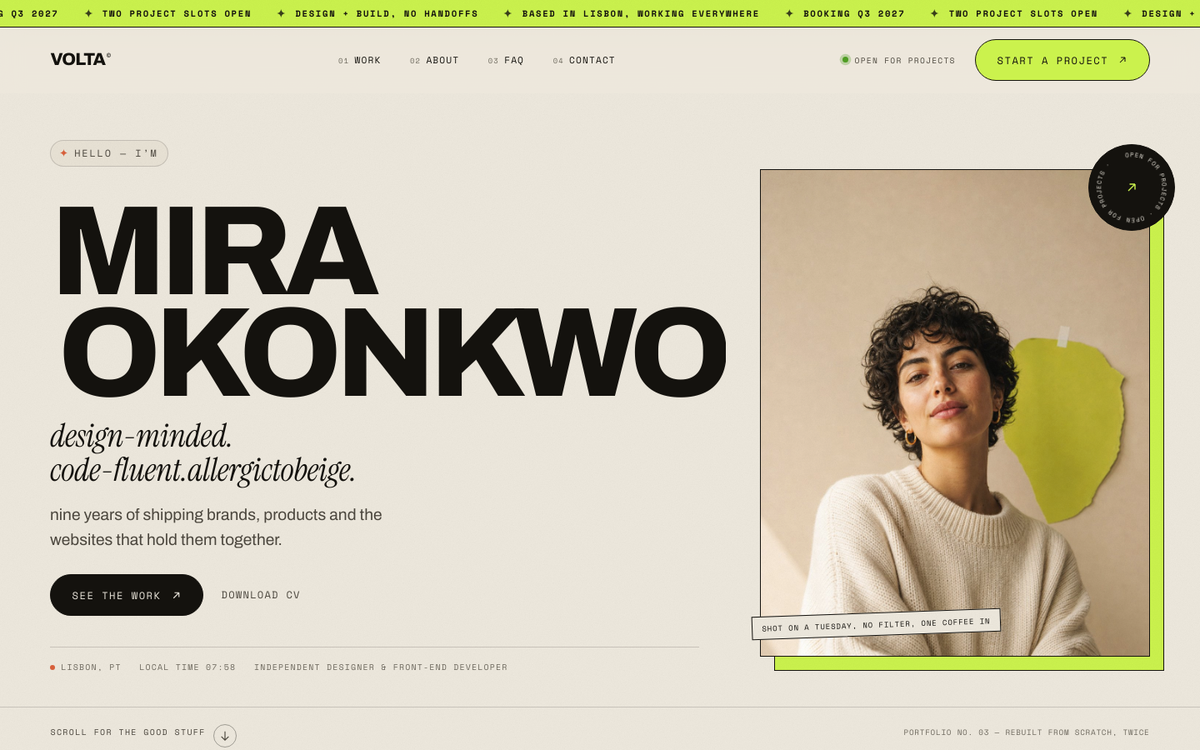 Q3 2027 ✦ TWO PROJECT SLOTS OPEN ✦ DESIGN + BUILD, NO HANDOFFS ✦ BASED IN LISBON, WORKING EVERYWHERE ✦ BOOKING Q3 2027 ✦ TWO PROJECT SLOTS OPEN ✦ DESIGN +
VOLTA©
01 WORK 02 ABOUT 03 FAQ 04 CONTACT
OPEN FOR PROJECTS
START A PROJECT ↗
✦ HELLO — I'M
MIRA
OKONKWO
design-minded.
code-fluent.allergictobeige.
nine years of shipping brands, products and the
websites that hold them together.
SEE THE WORK ↗
DOWNLOAD CV
LISBON, PT LOCAL TIME 07:58 INDEPENDENT DESIGNER & FRONT-END DEVELOPER
OPEN FOR PROJECTS · OPEN FOR PROJECTS ·
SHOT ON A TUESDAY, NO FILTER, ONE COFFEE IN
SCROLL FOR THE GOOD STUFF
PORTFOLIO NO. 03 — REBUILT FROM SCRATCH, TWICE